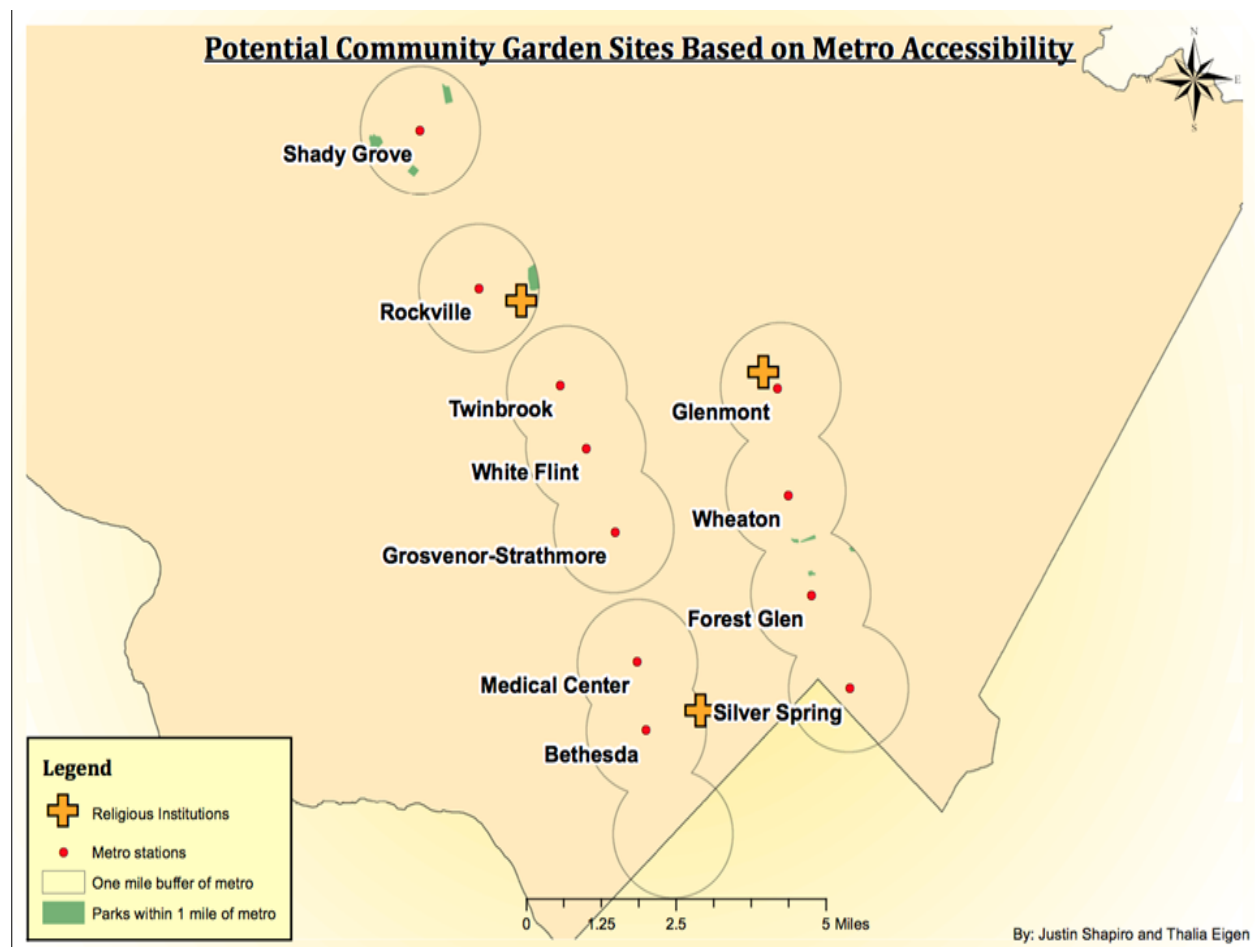 Potential Community Garden Sites Based on Metro Accessibility
N
W
E
S
Shady Grove
Rockville
Twinbrook
Glenmont
White Flint
Wheaton
Grosvenor-Strathmore
Forest Glen
Medical Center
Silver Spring
Bethesda
Legend
Religious Institutions
Metro stations
One mile buffer of metro
Parks within 1 mile of metro
0 1.25 2.5 5 Miles
By: Justin Shapiro and Thalia Eigen